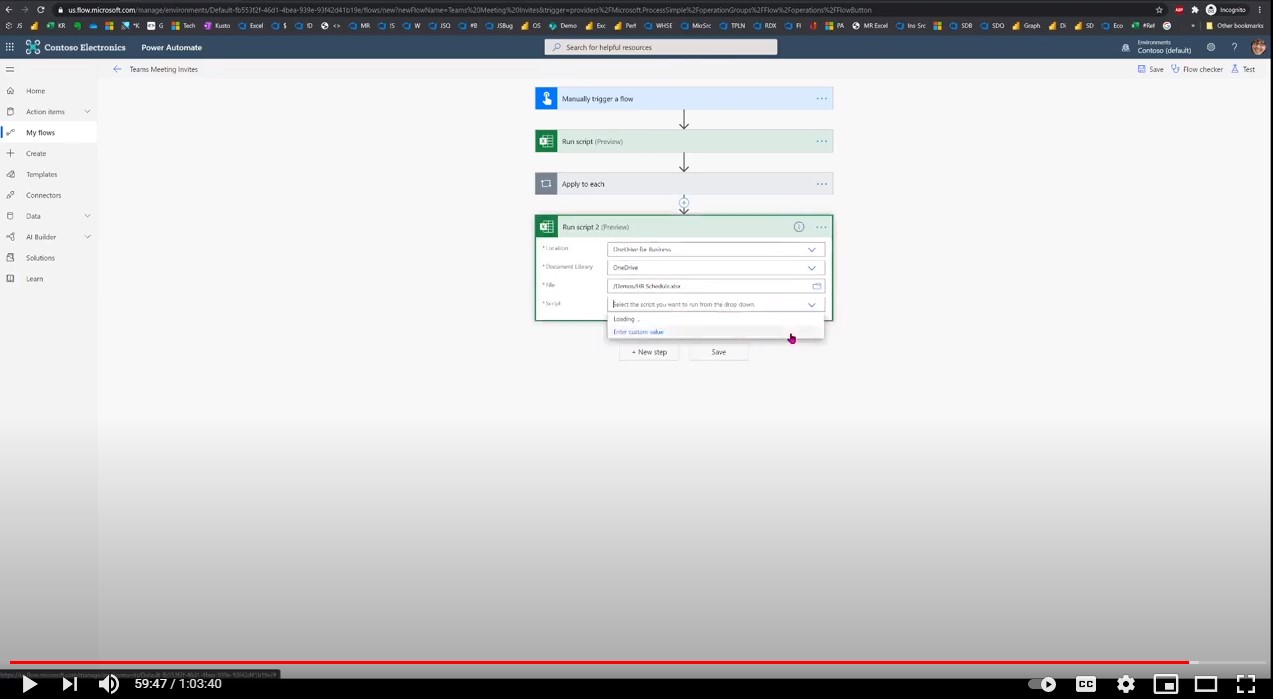 us.flow.microsoft.com/manage/environments/Default-fb553f2f-46d1-4bea-939e-93f42d41b19e/flows/new?newFlowName=Teams%20Meeting%20Invites&trigger=providers%2FMicrosoft.ProcessSimple%2FoperationGroups%2FFlow%2Foperations%2FFlowButton
Incognito
JS KR *K G Tech Kusto Excel $ ID <> MR IS W JSO #B JSBug OS Demo Exc Perf WHSE MkrSrc TPLN RDX Fi PA MR Excel Ins Src SDB SDO Graph Di SD Eco #Ref » Other bookmarks
Contoso Electronics
Power Automate
Search for helpful resources
Environments
Contoso (default)
?
Teams Meeting Invites
Save
Flow checker
Test
Home
Action items
My flows
Create
Templates
Connectors
Data
AI Builder
Solutions
Learn
Manually trigger a flow
Run script (Preview)
Apply to each
Run script 2 (Preview)
* Location
OneDrive for Business
* Document Library
OneDrive
* File
/Demos/HR Schedule.xlsx
* Script
Select the script you want to run from the drop down.
Loading ..
Enter custom value
+ New step
Save
59:47 / 1:03:40
CC